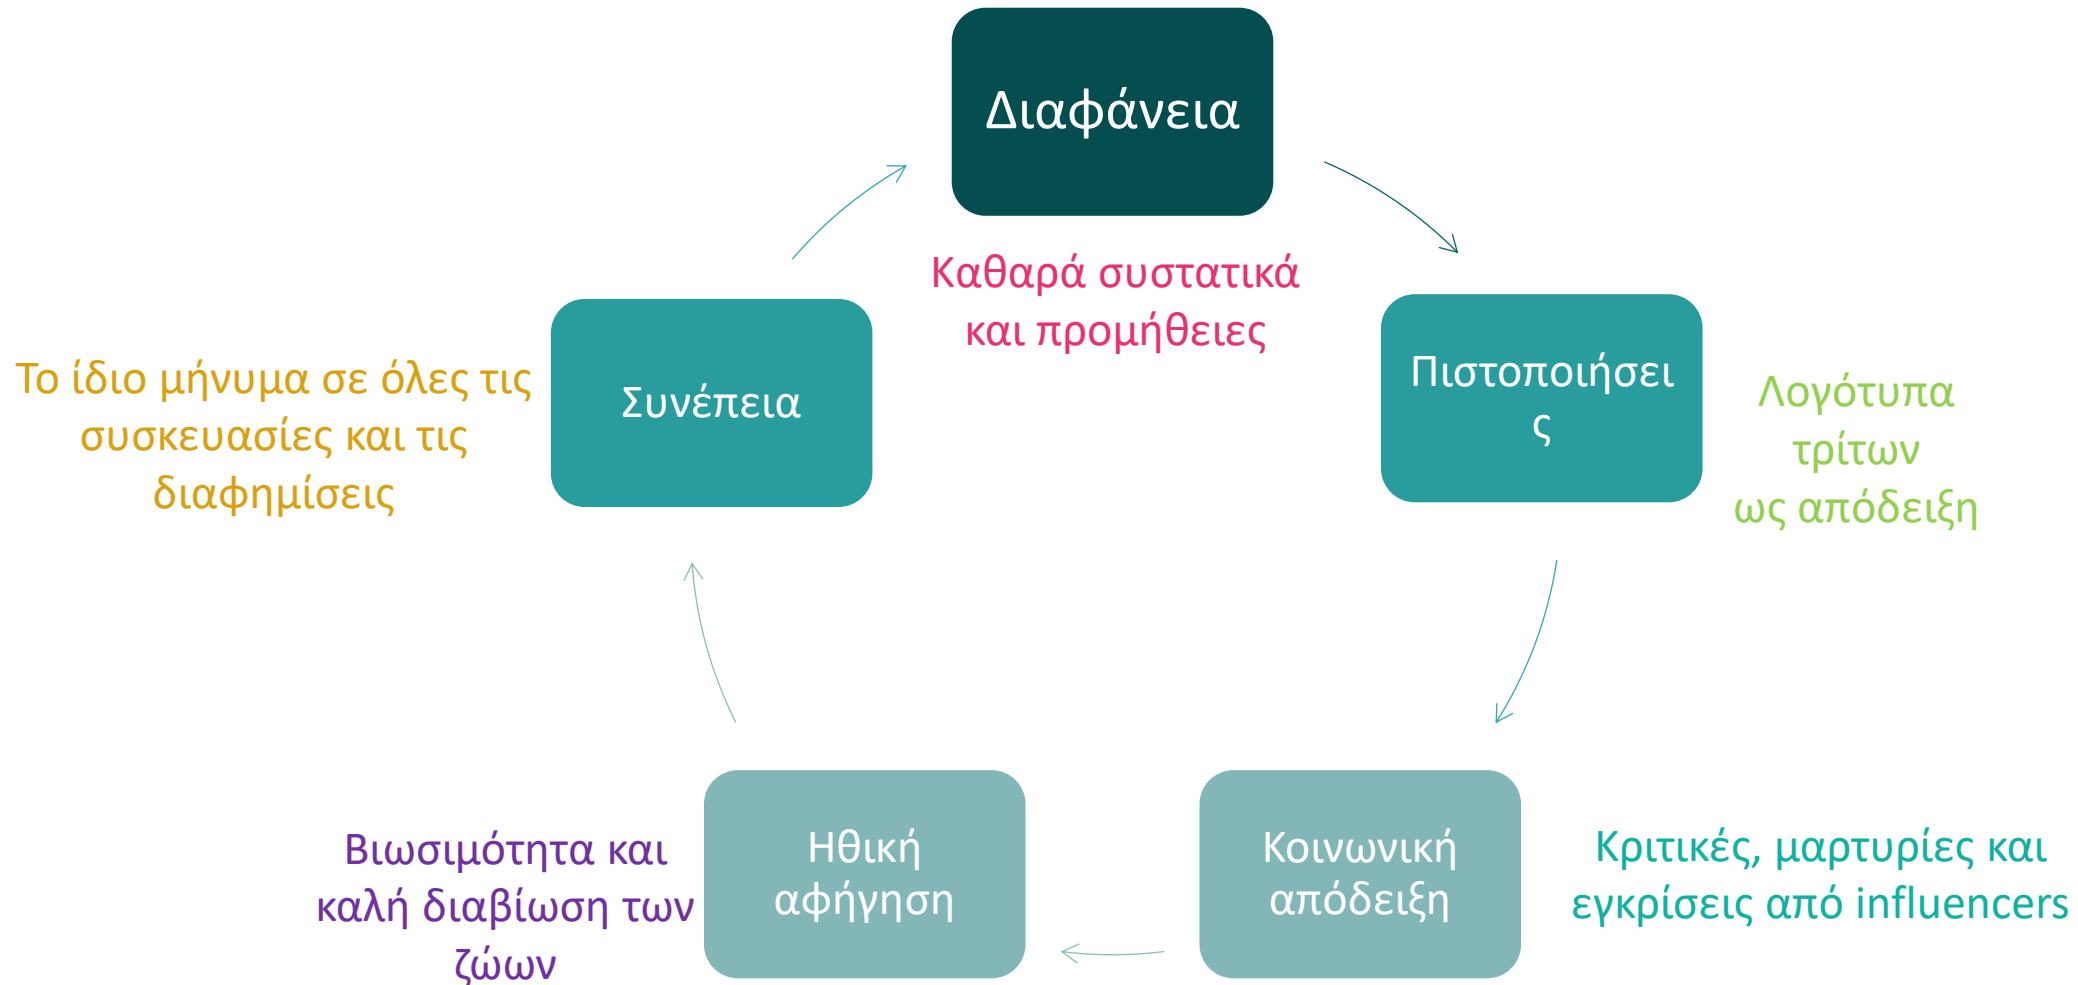 Διαφάνεια
Καθαρά συστατικά
και προμήθειες
Πιστοποιήσει
ς
Λογότυπα
τρίτων
ως απόδειξη
Κοινωνική
απόδειξη
Κριτικές, μαρτυρίες και
εγκρίσεις από influencers
Ηθική
αφήγηση
Βιωσιμότητα και
καλή διαβίωση των
ζώων
Συνέπεια
Το ίδιο μήνυμα σε όλες τις
συσκευασίες και τις
διαφημίσεις